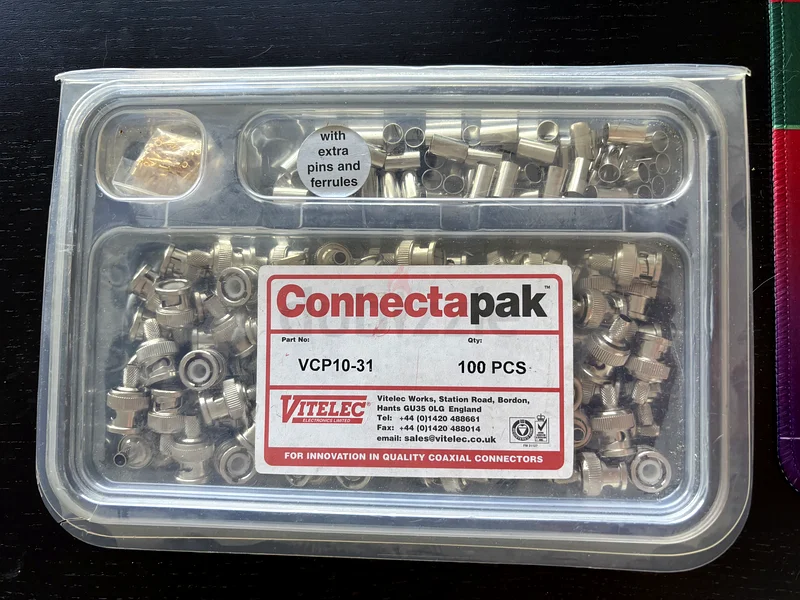 with
extra
pins and
ferrules
Connectapak™
Part No:
Qty:
VCP10-31
100 PCS
VITELEC®
ELECTRONICS LIMITED
Vitelec Works, Station Road, Bordon,
Hants GU35 0LG England
Tel: +44 (0)1420 488661
Fax: +44 (0)1420 488014
email: sales@vitelec.co.uk
FOR INNOVATION IN QUALITY COAXIAL CONNECTORS